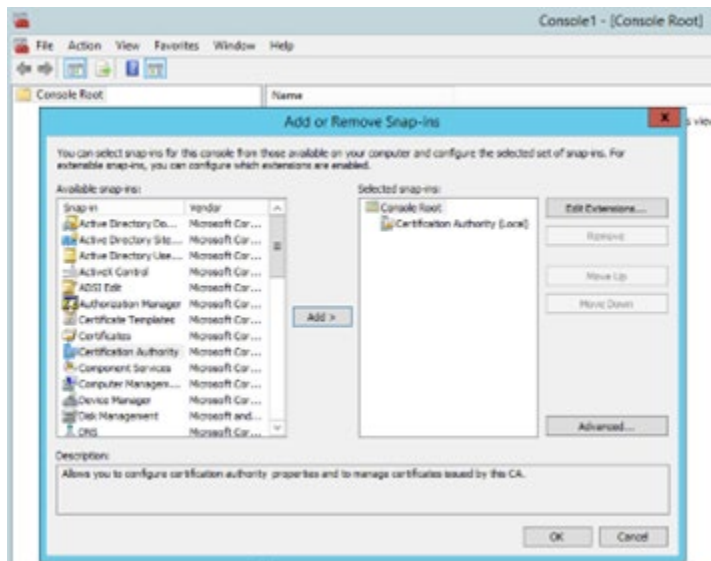 Console1 - [Console Root]
File Action View Favorites Window Help
Console Root
Name
s view
Add or Remove Snap-ins
You can select snap-ins for this console from those available on your computer and configure the selected set of snap-ins. For
extensible snap-ins, you can configure which extensions are enabled.
Available snap-ins:
Snap-in Vendor
Active Directory Do... Microsoft Cor...
Active Directory Site... Microsoft Cor...
Active Directory Use... Microsoft Cor...
ActiveX Control Microsoft Cor...
ADSI Edit Microsoft Cor...
Authorization Manager Microsoft Cor...
Certificate Templates Microsoft Cor...
Certificates Microsoft Cor...
Certification Authority Microsoft Cor...
Component Services Microsoft Cor...
Computer Managem... Microsoft Cor...
Device Manager Microsoft Cor...
Disk Management Microsoft and...
DNS Microsoft Cor...
Add >
Selected snap-ins:
Console Root
Certification Authority (Local)
Edit Extensions...
Remove
Move Up
Move Down
Advanced...
Description:
Allows you to configure certification authority properties and to manage certificates issued by this CA.
OK Cancel